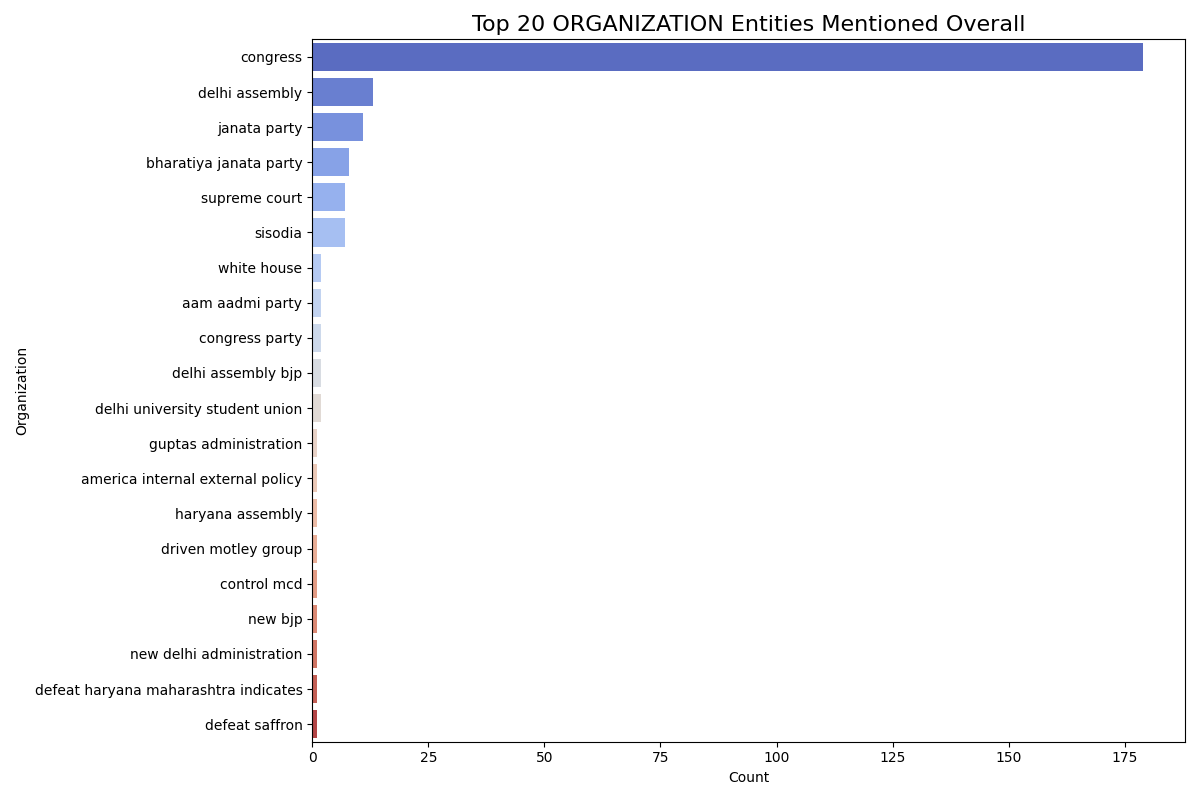 Top 20 ORGANIZATION Entities Mentioned Overall
congress
delhi assembly
janata party
bharatiya janata party
supreme court
sisodia
white house
aam aadmi party
congress party
delhi assembly bjp
delhi university student union
guptas administration
america internal external policy
haryana assembly
driven motley group
control mcd
new bjp
new delhi administration
defeat haryana maharashtra indicates
defeat saffron
Organization
0 25 50 75 100 125 150 175
Count